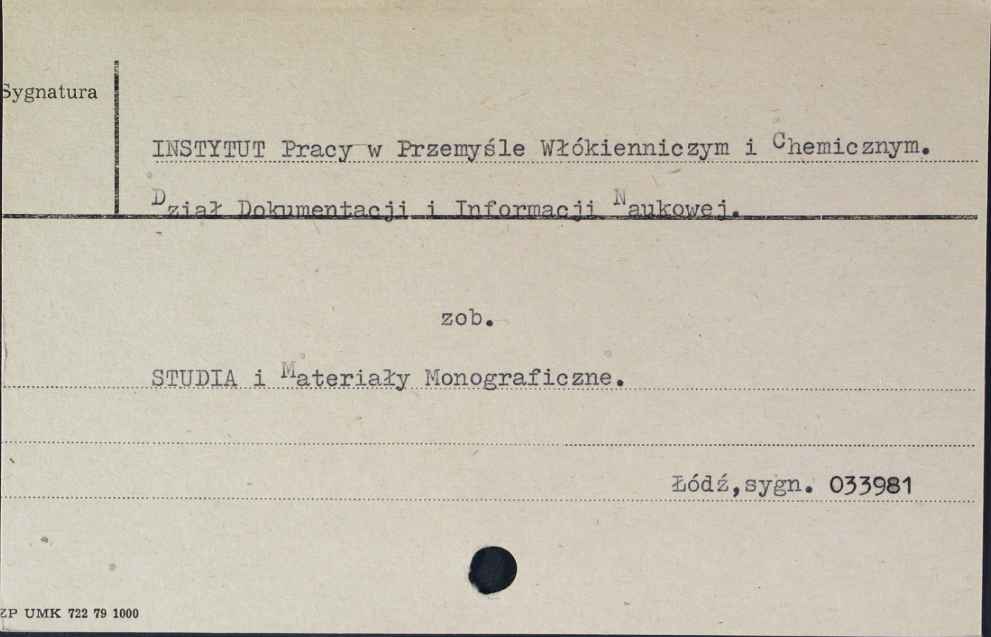 Sygnatura
INSTYTUT Pracy w Przemyśle Włókienniczym i Chemicznym.
Dział Dokumentacji i Informacji Naukowej.
zob.
STUDIA i Materiały Monograficzne.
Łódź,sygn. 033981
ZP UMK 722 79 1000